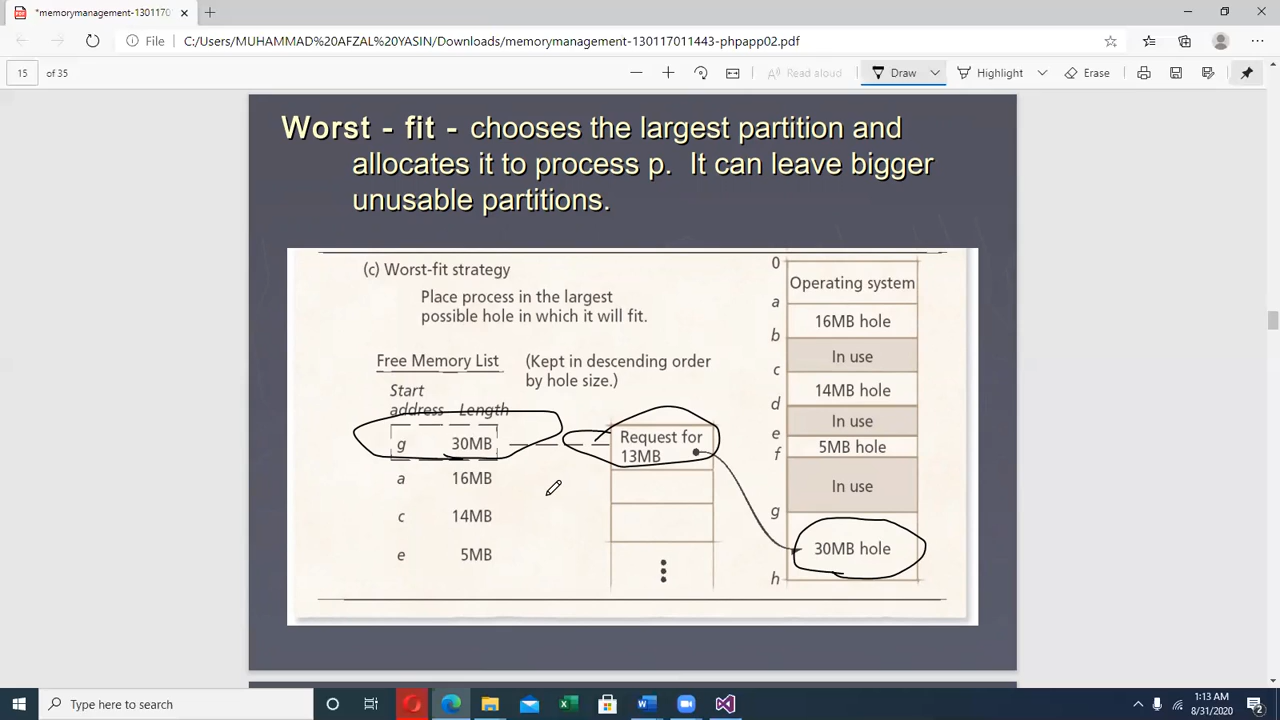 *memorymanagement-1301170
File
C:/Users/MUHAMMAD%20AFZAL%20YASIN/Downloads/memorymanagement-130117011443-phpapp02.pdf
15 of 35
Read aloud
Draw
Highlight
Erase
Worst - fit - chooses the largest partition and
allocates it to process p. It can leave bigger
unusable partitions.
(c) Worst-fit strategy
Place process in the largest
possible hole in which it will fit.
Free Memory List
(Kept in descending order
by hole size.)
Start
address Length
g 30MB
a 16MB
c 14MB
e 5MB
Request for
13MB
0
Operating system
a
16MB hole
b
In use
c
14MB hole
d
In use
e
5MB hole
f
In use
g
30MB hole
h
Type here to search
1:13 AM
8/31/2020
2